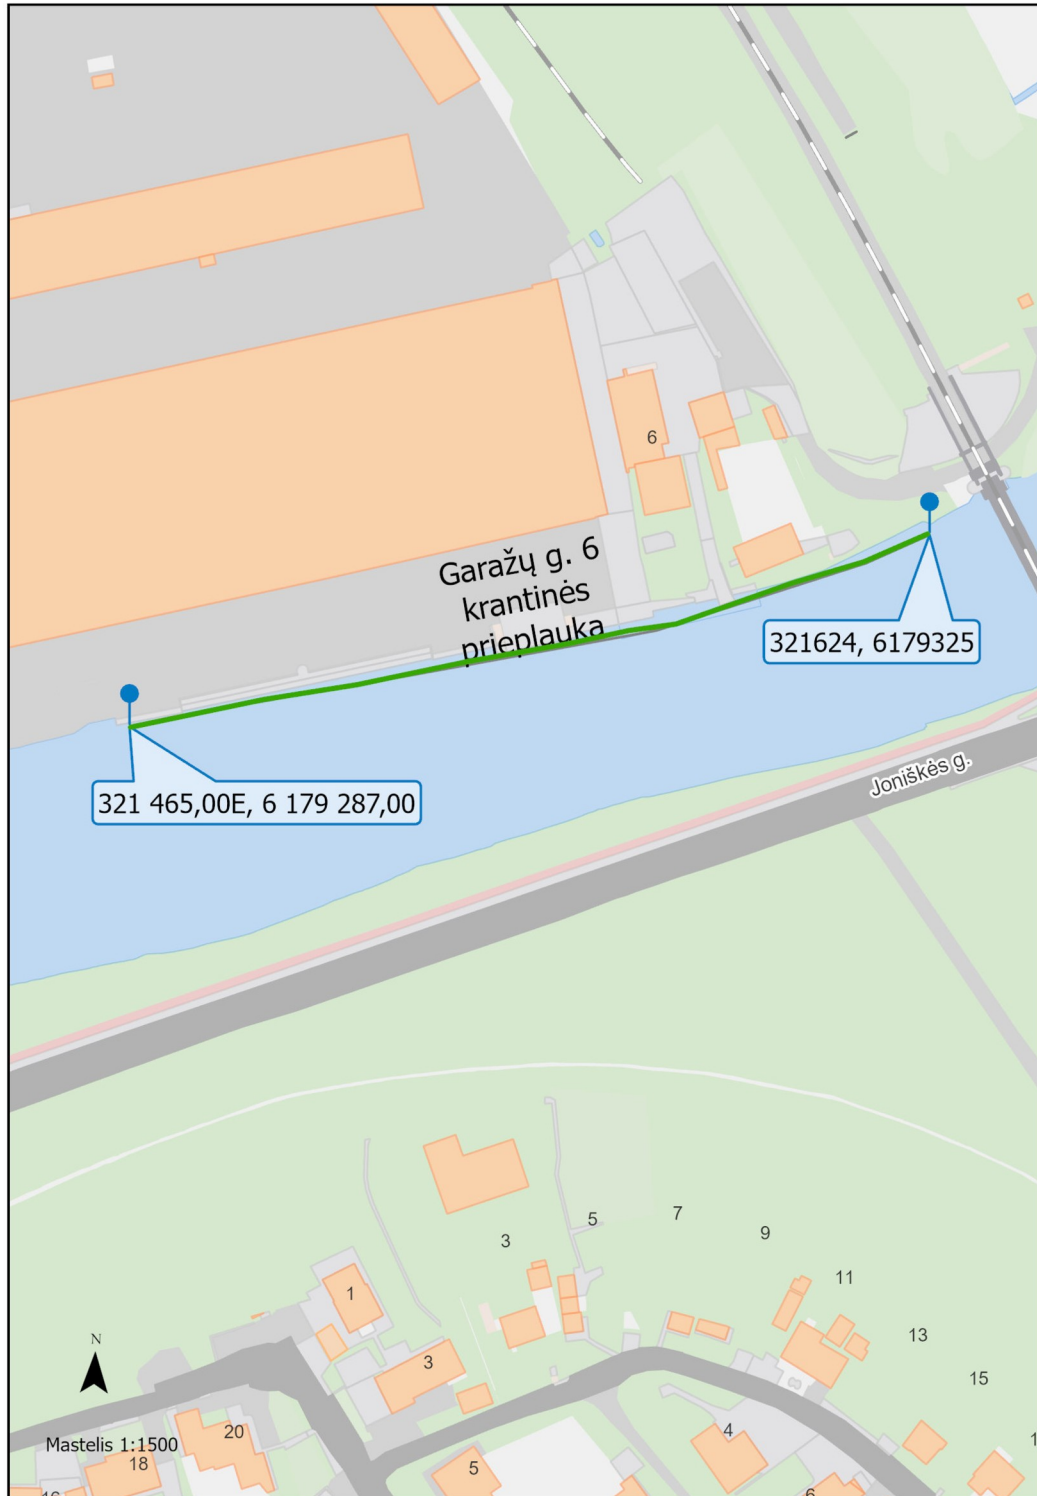 6
Garažų g. 6
krantinės
prieplauka
321624, 6179325
321 465,00E, 6 179 287,00
Joniškės g.
5
7
3
9
11
1
13
3
15
N
20
4
Mastelis 1:1500
18
5